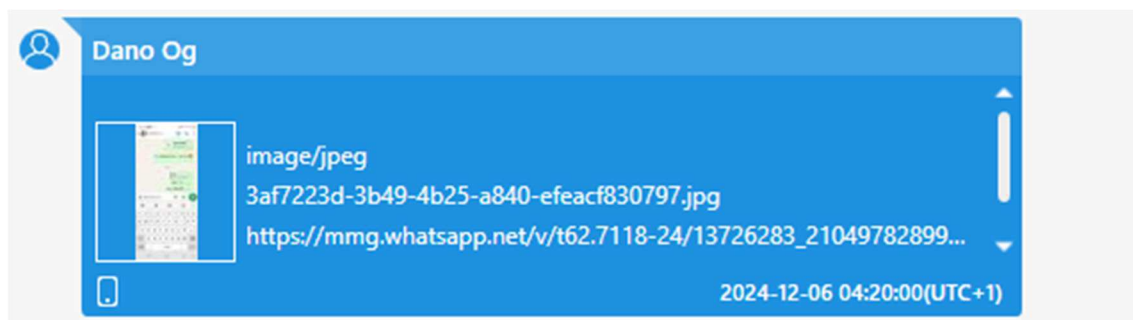 Dano Og
image/jpeg
3af7223d-3b49-4b25-a840-efeacf830797.jpg
https://mmg.whatsapp.net/v/t62.7118-24/13726283_21049782899...
2024-12-06 04:20:00(UTC+1)